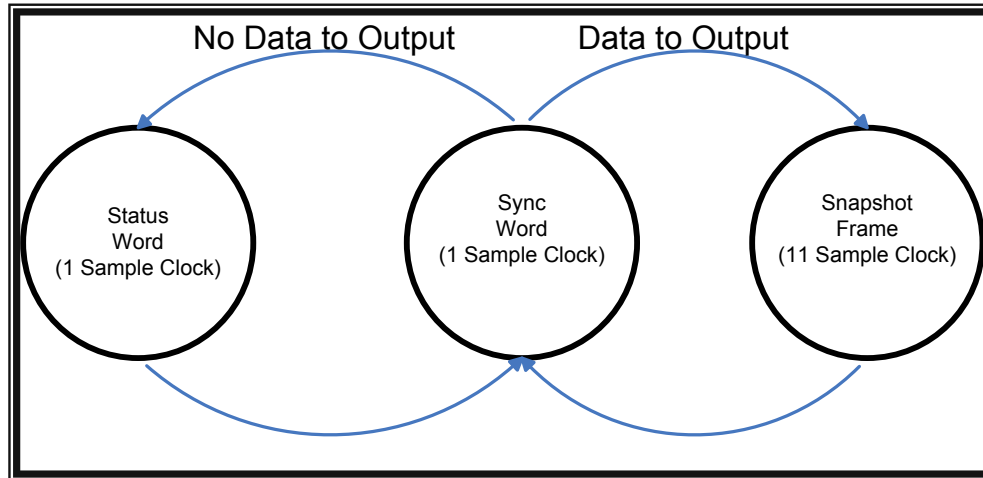 No Data to Output
Data to Output
Status
Word
(1 Sample Clock)
Sync
Word
(1 Sample Clock)
Snapshot
Frame
(11 Sample Clock)